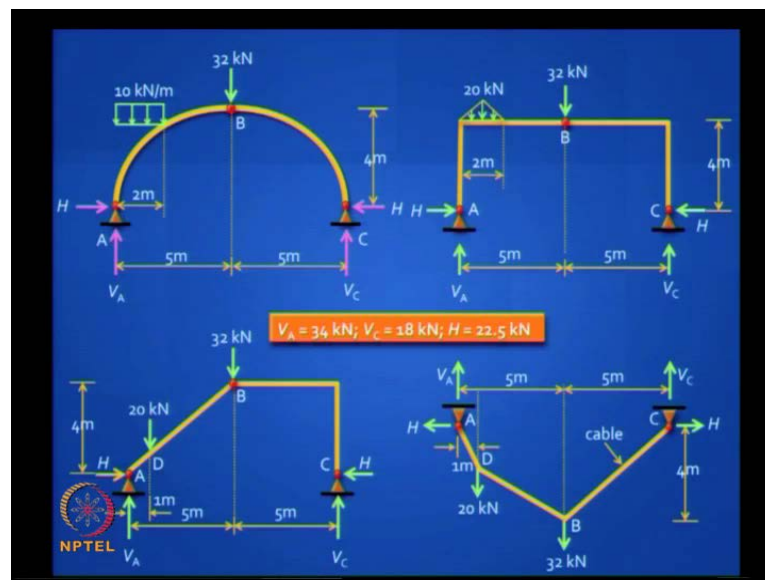 32 kN
10 kN/m
B
4m
2m
H
H
A
C
5m
5m
V_A
V_C
32 kN
20 kN
B
2m
4m
H
A
C
H
5m
5m
V_A
V_C
V_A = 34 kN; V_C = 18 kN; H = 22.5 kN
32 kN
B
20 kN
4m
H
A
D
C
H
1m
5m
5m
V_A
V_C
NPTEL
V_A
5m
5m
V_C
H
A
C
H
cable
1m
D
4m
20 kN
B
32 kN